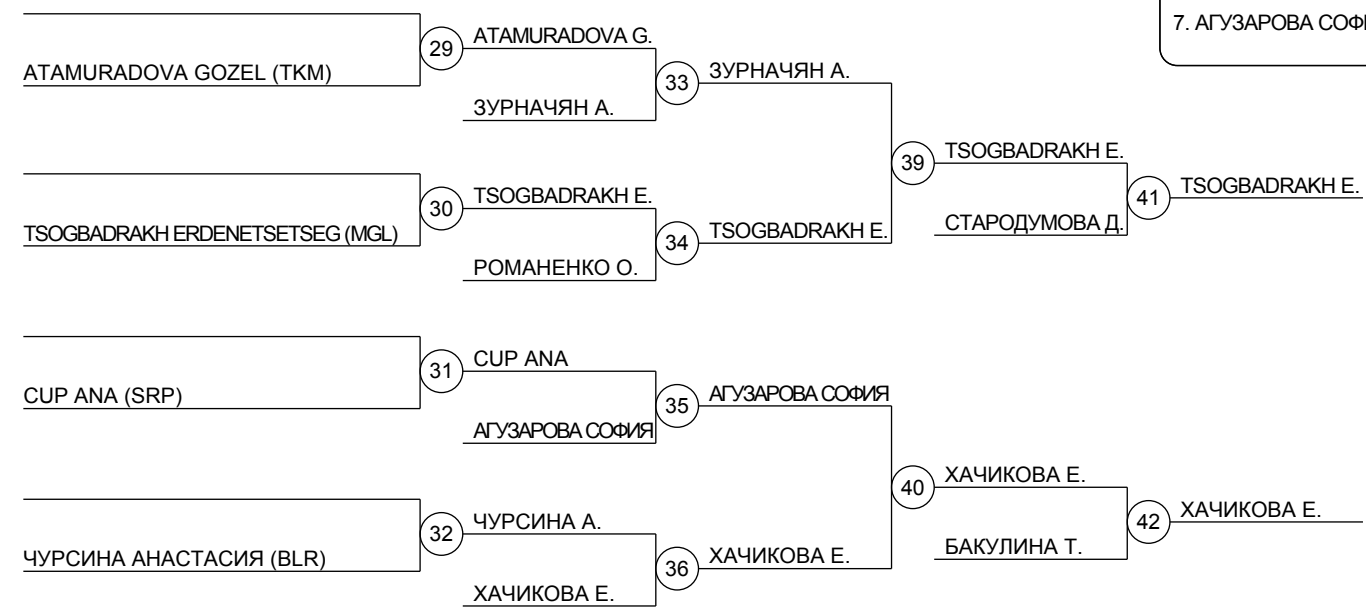 7. АГУЗАРОВА
29
ATAMURADOVA G.
ATAMURADOVA GOZEL (TKM)
33
ЗУРНАЧЯН А.
ЗУРНАЧЯН А.
39
TSOGBADRAKH E.
30
TSOGBADRAKH E.
41
TSOGBADRAKH E.
TSOGBADRAKH ERDENETSETSEG (MGL)
34
TSOGBADRAKH E.
СТАРОДУМОВА Д.
РОМАНЕНКО О.
31
CUP ANA
CUP ANA (SRP)
35
АГУЗАРОВА СОФИЯ
АГУЗАРОВА СОФИЯ
40
ХАЧИКОВА Е.
32
ЧУРСИНА А.
42
ХАЧИКОВА Е.
ЧУРСИНА АНАСТАСИЯ (BLR)
36
ХАЧИКОВА Е.
БАКУЛИНА Т.
ХАЧИКОВА Е.